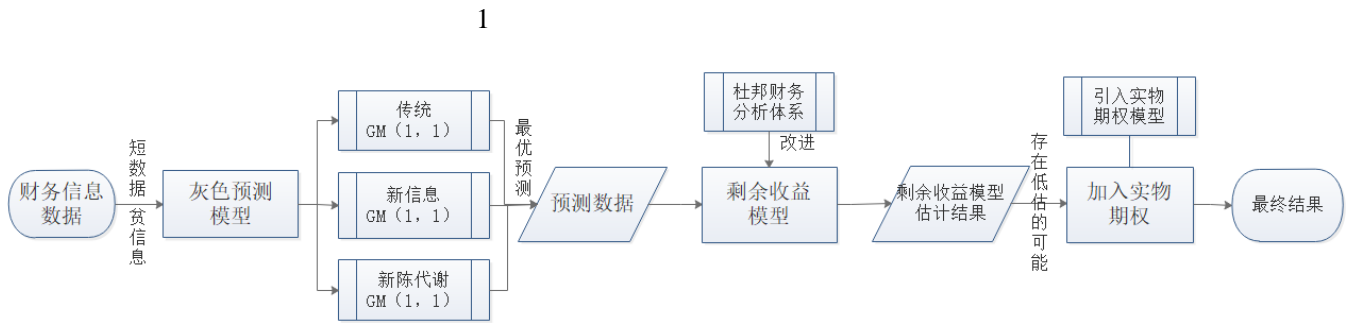 1
财务信息
数据
短数据
贫信息
灰色预测
模型
传统
GM（1，1）
新信息
GM（1，1）
新陈代谢
GM（1，1）
最优预测
预测数据
杜邦财务
分析体系
改进
剩余收益
模型
剩余收益模型
估计结果
存在低估的可能
引入实物
期权模型
加入实物
期权
最终结果